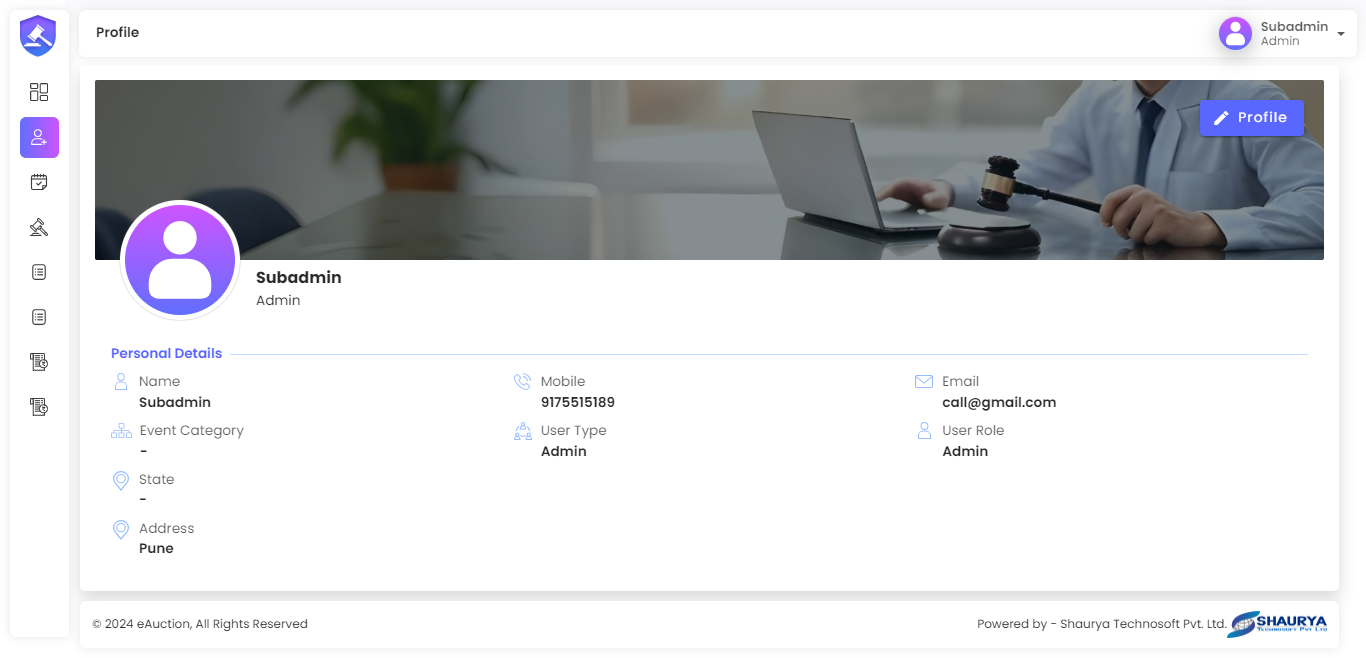 Profile
Subadmin
Admin
Profile
Subadmin
Admin
Personal Details
Name
Subadmin
Mobile
9175515189
Email
call@gmail.com
Event Category
-
User Type
Admin
User Role
Admin
State
-
Address
Pune
© 2024 eAuction, All Rights Reserved
Powered by - Shaurya Technosoft Pvt. Ltd.
SHAURYA
TECHNOSOFT PVT LTD